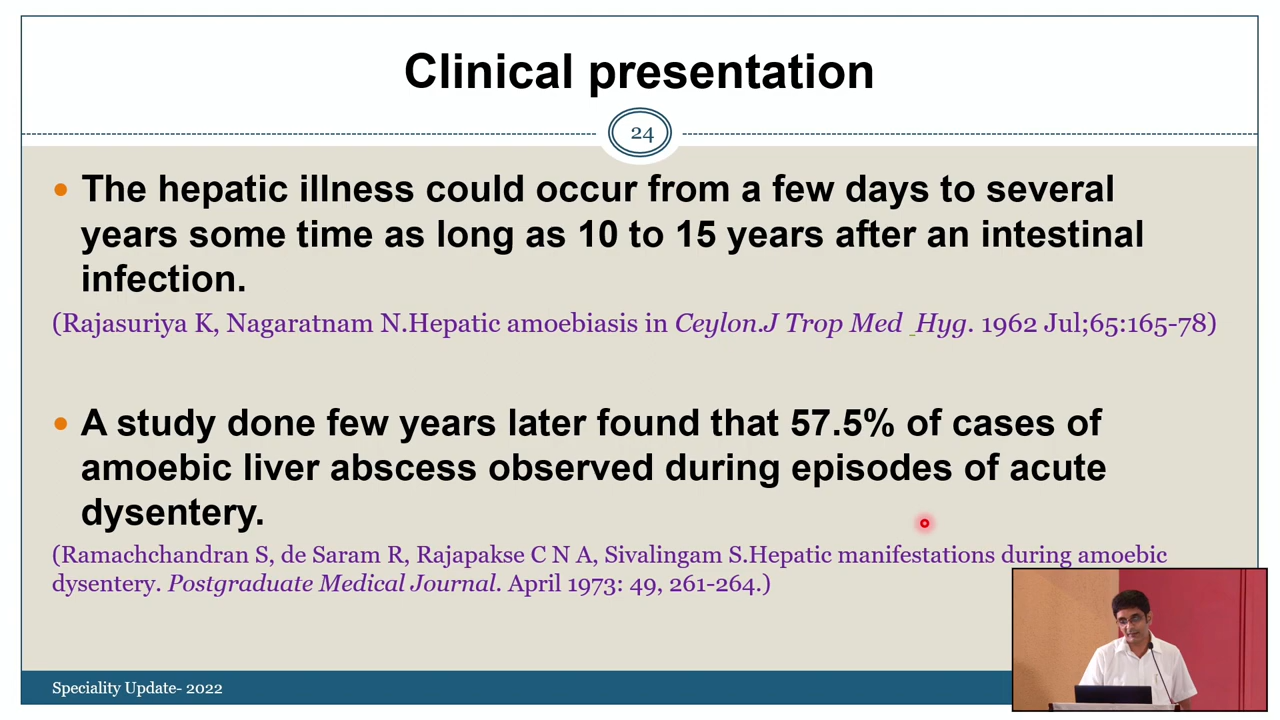 Clinical presentation
24
• The hepatic illness could occur from a few days to several
years some time as long as 10 to 15 years after an intestinal
infection.
(Rajasuriya K, Nagaratnam N.Hepatic amoebiasis in Ceylon.J Trop Med _Hyg. 1962 Jul;65:165-78)
• A study done few years later found that 57.5% of cases of
amoebic liver abscess observed during episodes of acute
dysentery.
(Ramachchandran S, de Saram R, Rajapakse C N A, Sivalingam S.Hepatic manifestations during amoebic
dysentery. Postgraduate Medical Journal. April 1973: 49, 261-264.)
Speciality Update- 2022